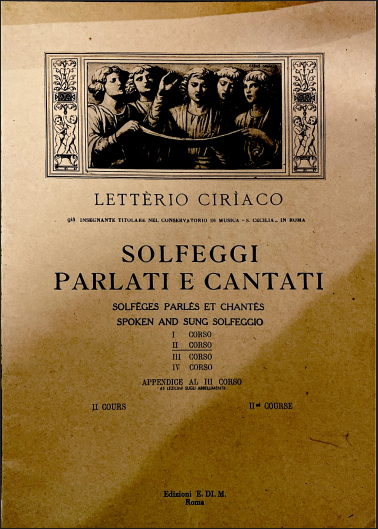 LETTÈRIO CIRÌACO
già INSEGNANTE TITOLARE NEL CONSERVATORIO DI MUSICA - S. CECILIA - IN ROMA
SOLFEGGI
PARLATI E CANTATI
SOLFÈGES PARLÈS ET CHANTÈS
SPOKEN AND SUNG SOLFEGGIO
I CORSO
II CORSO
III CORSO
IV CORSO
APPENDICE AL III CORSO
II COURS
IInd COURSE
Edizioni E. DI. M.
Roma